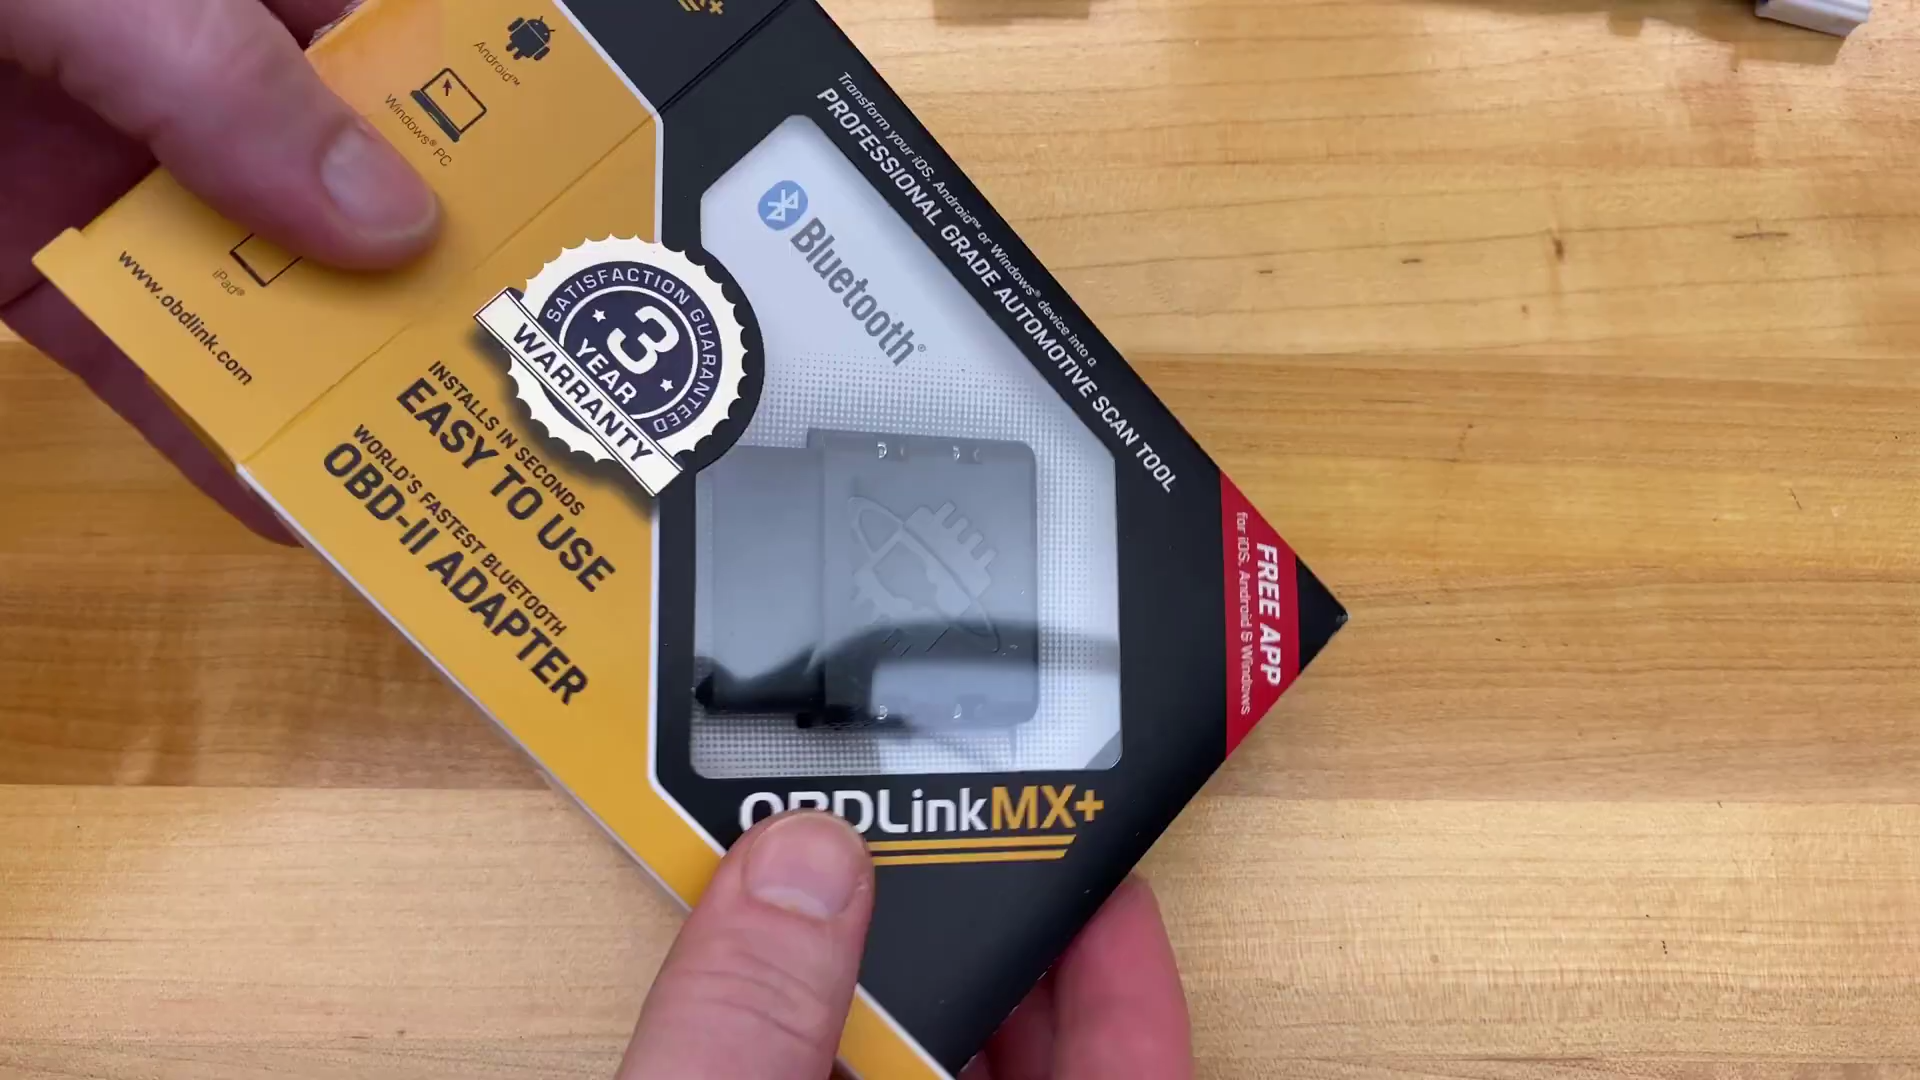 Android™
Windows® PC
iPad®
www.obdlink.com
INSTALLS IN SECONDS
EASY TO USE
WORLD'S FASTEST BLUETOOTH
OBD-II ADAPTER
SATISFACTION GUARANTEED
3
YEAR
WARRANTY
Bluetooth®
Transform your iOS, Android™ or Windows® device into a
PROFESSIONAL GRADE AUTOMOTIVE SCAN TOOL
FREE APP
for iOS, Android & Windows
OBDLinkMX+